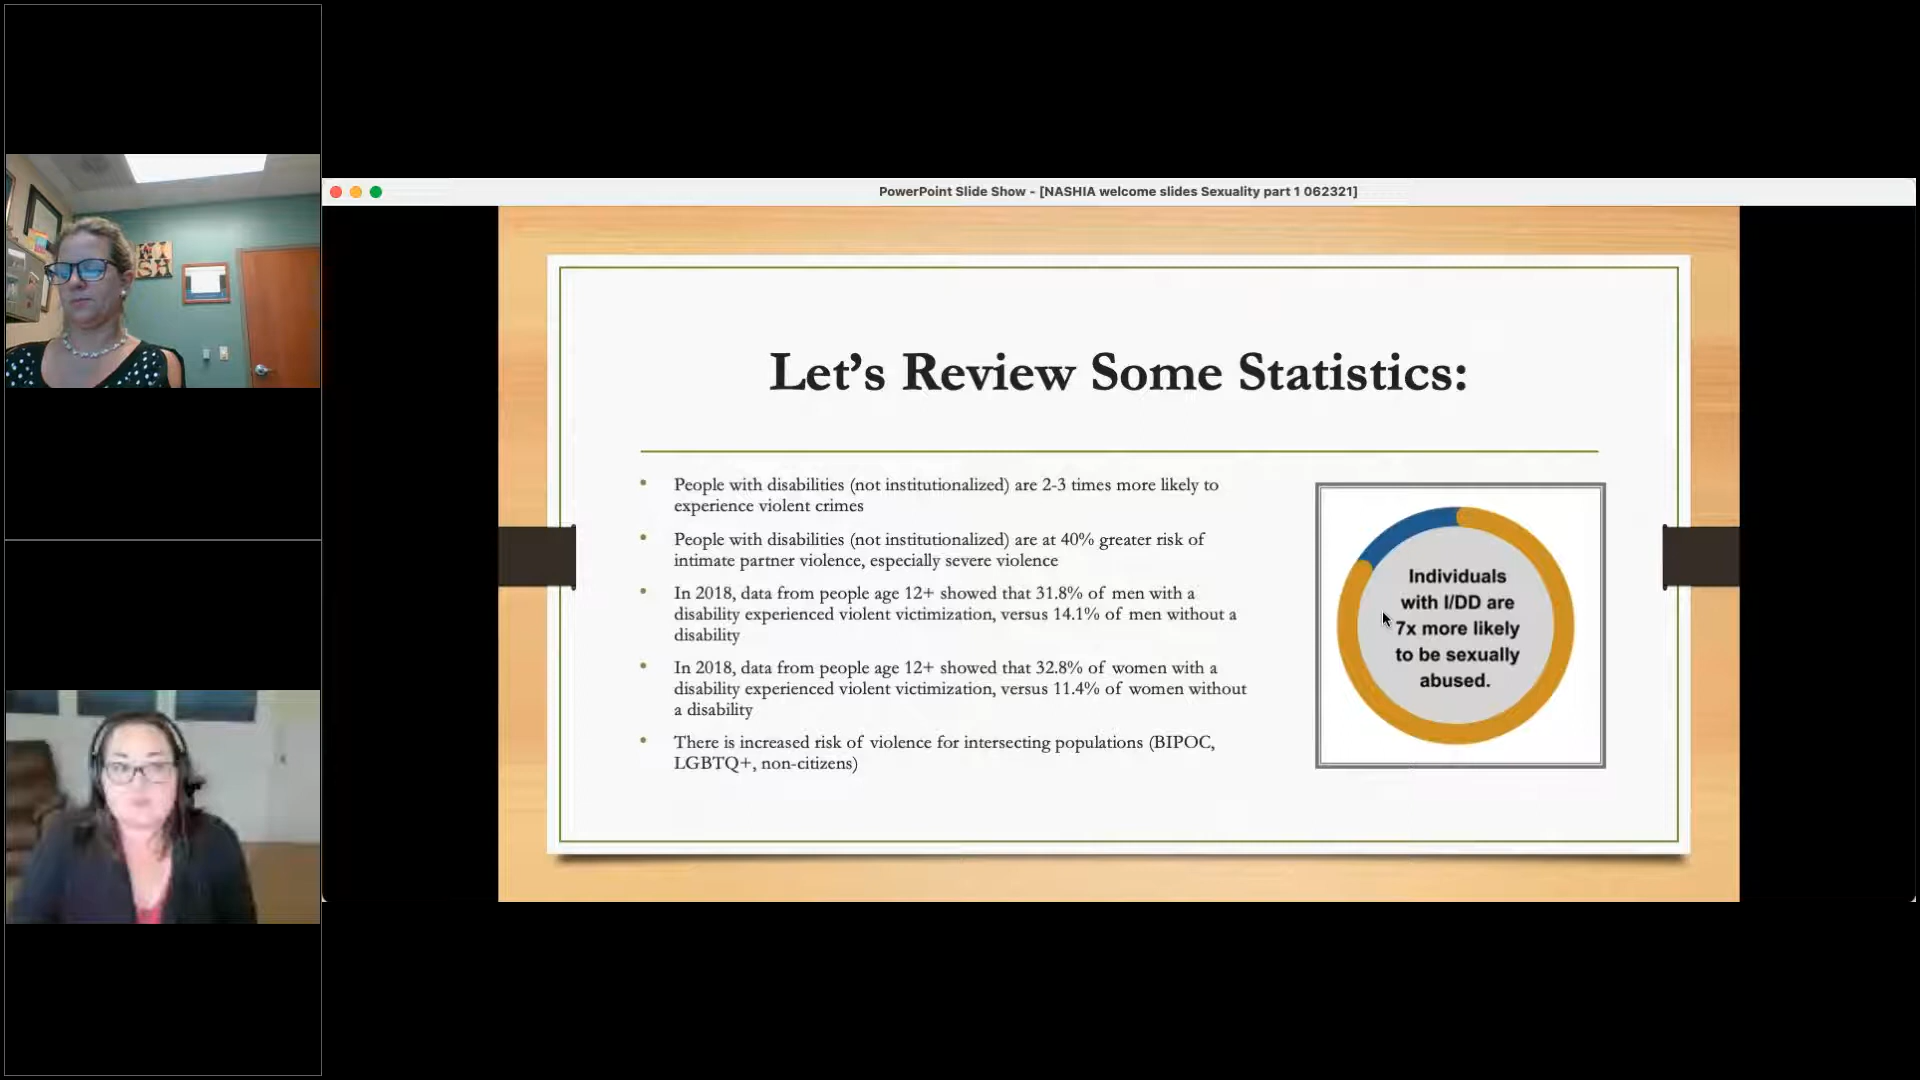 PowerPoint Slide Show - [NASHIA welcome slides Sexuality part 1 062321]
Let’s Review Some Statistics:
• People with disabilities (not institutionalized) are 2-3 times more likely to
experience violent crimes
• People with disabilities (not institutionalized) are at 40% greater risk of
intimate partner violence, especially severe violence
• In 2018, data from people age 12+ showed that 31.8% of men with a
disability experienced violent victimization, versus 14.1% of men without a
disability
• In 2018, data from people age 12+ showed that 32.8% of women with a
disability experienced violent victimization, versus 11.4% of women without
a disability
• There is increased risk of violence for intersecting populations (BIPOC,
LGBTQ+, non-citizens)
Individuals
with I/DD are
7x more likely
to be sexually
abused.